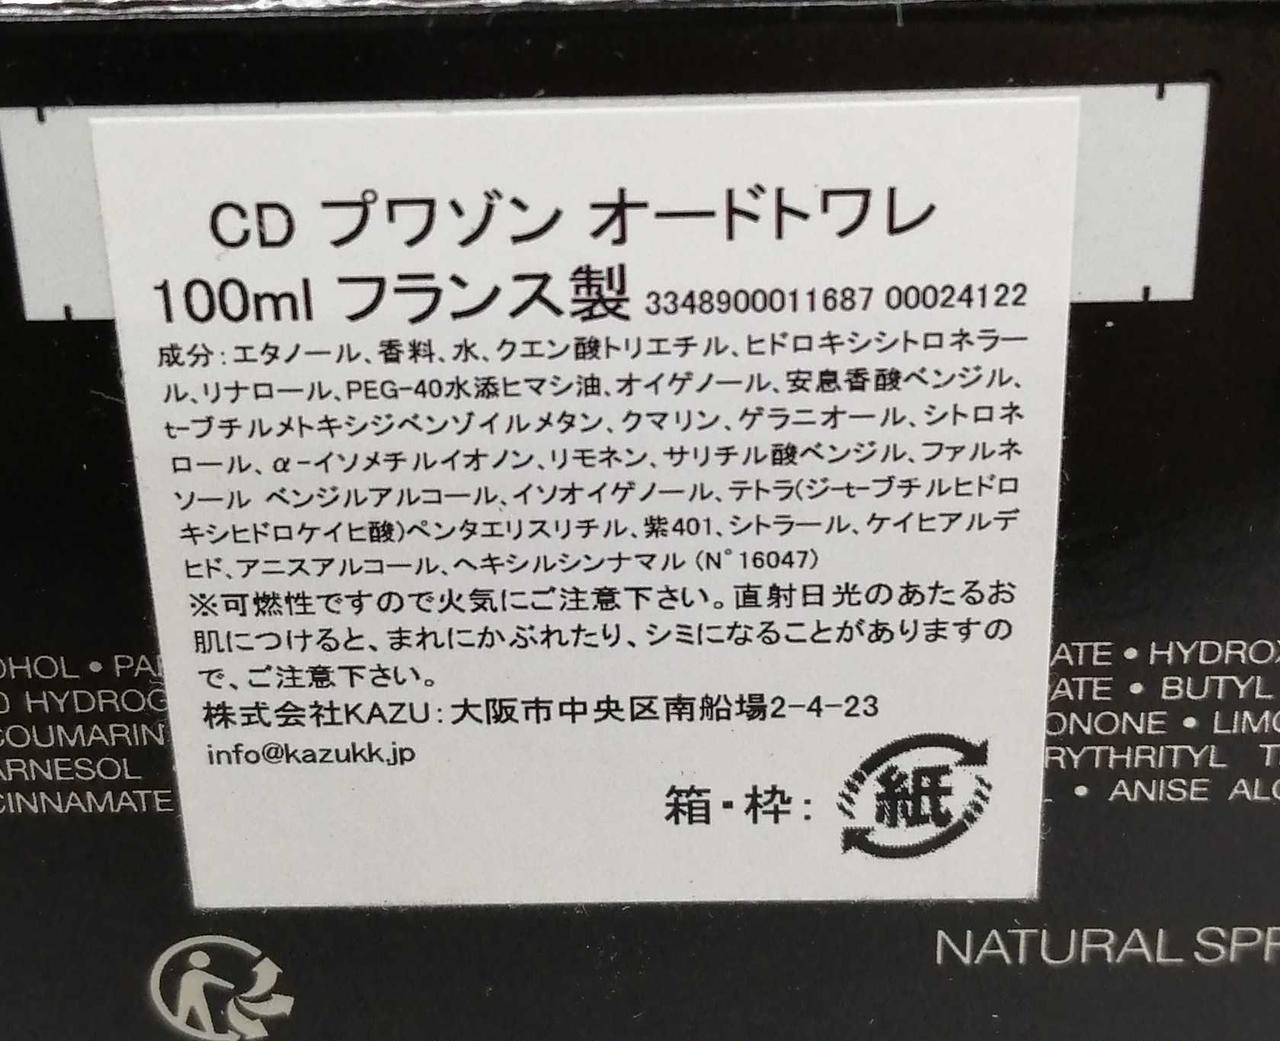 CD プワゾン オードトワレ
100ml フランス製 3348900011687 00024122
成分:エタノール、香料、水、クエン酸トリエチル、ヒドロキシシトロネラー
ル、リナロール、PEG-40水添ヒマシ油、オイゲノール、安息香酸ベンジル、
t-ブチルメトキシジベンゾイルメタン、クマリン、ゲラニオール、シトロネ
ロール、α-イソメチルイオノン、リモネン、サリチル酸ベンジル、ファルネ
ソール ベンジルアルコール、イソオイゲノール、テトラ(ジ-t-ブチルヒドロ
キシヒドロケイヒ酸)ペンタエリスリチル、紫401、シトラール、ケイヒアルデ
ヒド、アニスアルコール、ヘキシルシンナマル (N°16047)
※可燃性ですので火気にご注意下さい。直射日光のあたるお
肌につけると、まれにかぶれたり、シミになることがありますの
で、ご注意下さい。
株式会社KAZU:大阪市中央区南船場2-4-23
info@kazukk.jp
箱・枠: 紙
OHOL • PA ATE • HYDRO
HYDROG ATE • BUTYL
COUMARIN ONONE • LIMO
ARNESOL RYTHRITYL T
CINNAMATE • ANISE ALC
NATURAL SPR